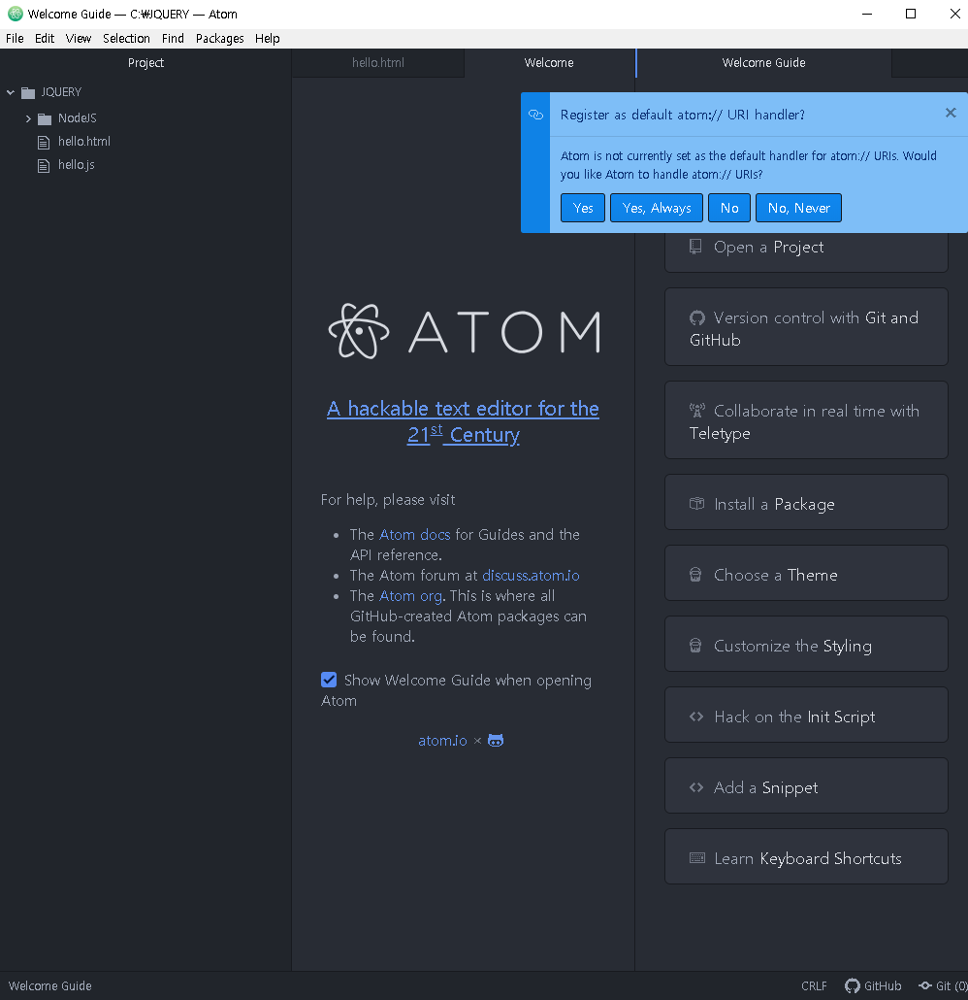 Welcome Guide — C:₩JQUERY — Atom
File Edit View Selection Find Packages Help
Project
hello.html
Welcome
Welcome Guide
JQUERY
NodeJS
hello.html
hello.js
Register as default atom:// URI handler?
Atom is not currently set as the default handler for atom:// URIs. Would
you like Atom to handle atom:// URIs?
Yes
Yes, Always
No
No, Never
ATOM
A hackable text editor for the
21st Century
For help, please visit
• The Atom docs for Guides and the
API reference.
• The Atom forum at discuss.atom.io
• The Atom org. This is where all
GitHub-created Atom packages can
be found.
Show Welcome Guide when opening
Atom
atom.io ×
Open a Project
Version control with Git and
GitHub
Collaborate in real time with
Teletype
Install a Package
Choose a Theme
Customize the Styling
Hack on the Init Script
Add a Snippet
Learn Keyboard Shortcuts
Welcome Guide
CRLF
GitHub
Git (0)